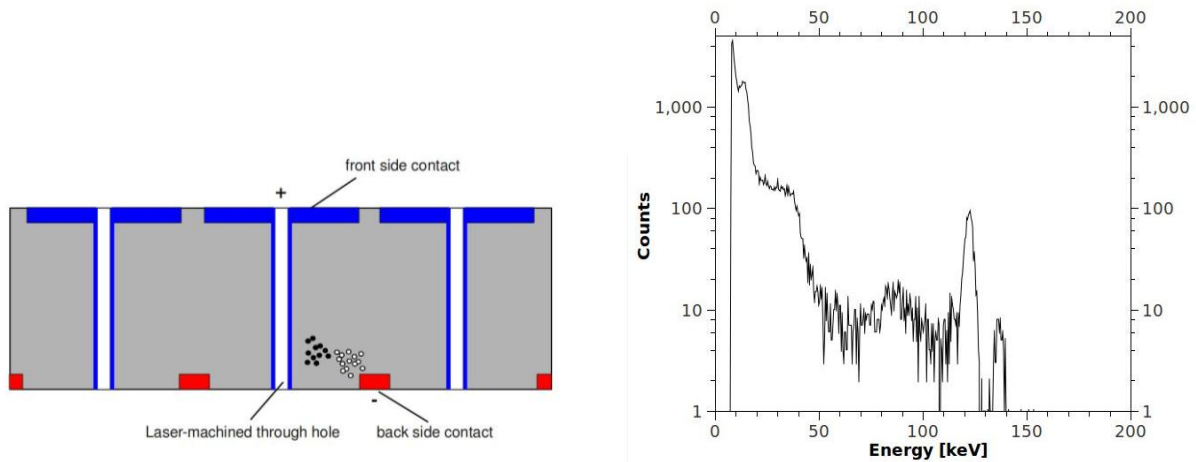 front side contact
+
-
Laser-machined through hole
back side contact
0 50 100 150 200
1,000 1,000
100 100
10 10
1 1
0 50 100 150 200
Counts
Energy [keV]